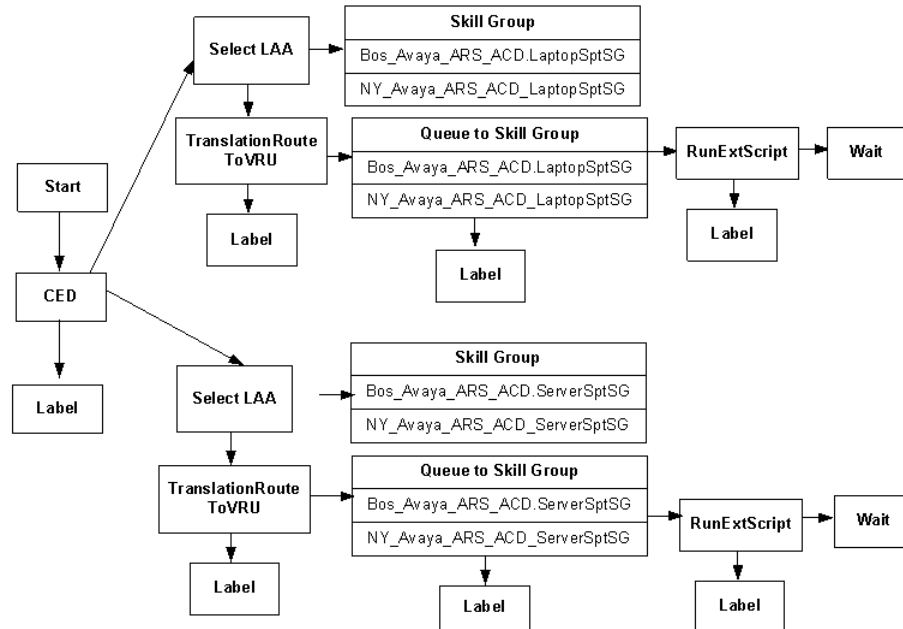 Select LAA
Skill Group
Bos_Avaya_ARS_ACD.LaptopSptSG
NY_Avaya_ARS_ACD_LaptopSptSG
TranslationRoute
ToVRU
Queue to Skill Group
Bos_Avaya_ARS_ACD.LaptopSptSG
NY_Avaya_ARS_ACD_LaptopSptSG
RunExtScript
Wait
Start
Label
Label
Label
CED
Label
Select LAA
Skill Group
Bos_Avaya_ARS_ACD.ServerSptSG
NY_Avaya_ARS_ACD_ServerSptSG
TranslationRoute
ToVRU
Queue to Skill Group
Bos_Avaya_ARS_ACD.ServerSptSG
NY_Avaya_ARS_ACD_ServerSptSG
RunExtScript
Wait
Label
Label
Label